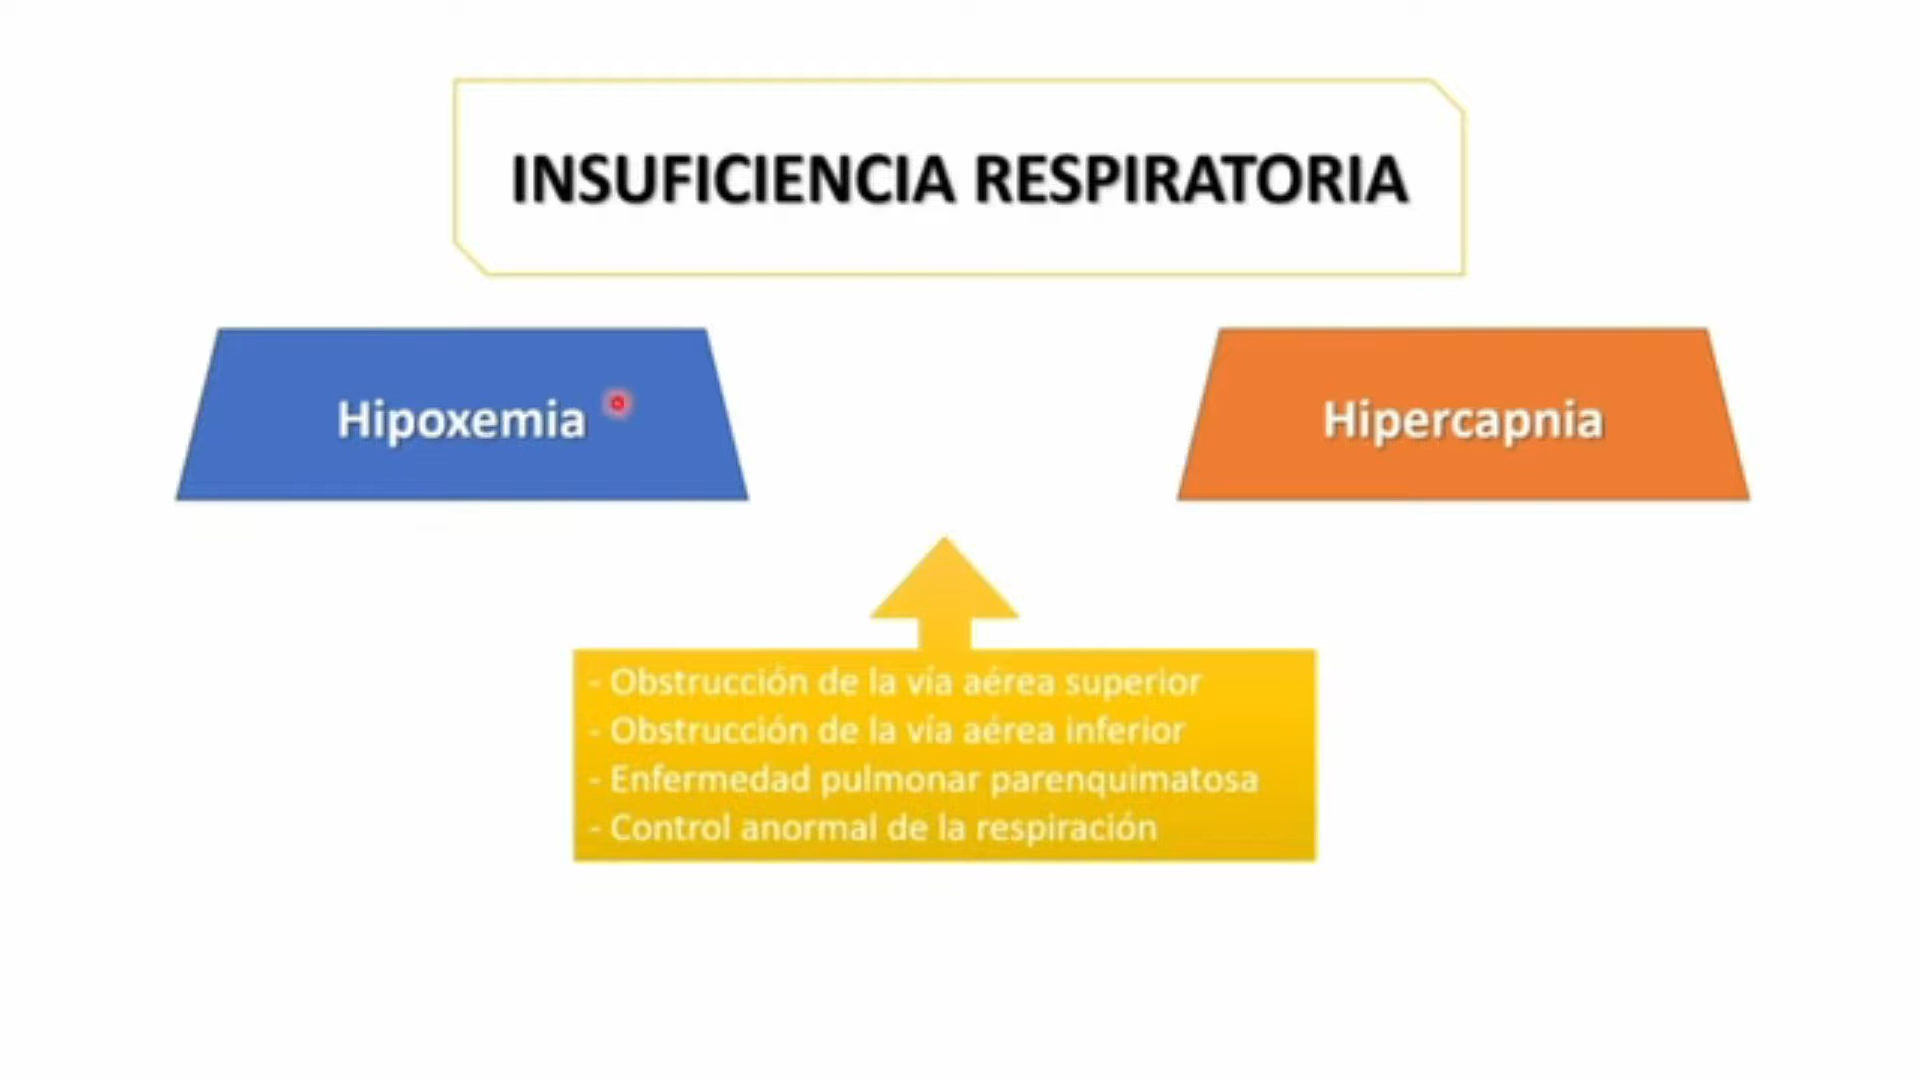 INSUFICIENCIA RESPIRATORIA
Hipoxemia
Hipercapnia
- Obstrucción de la vía aérea superior
- Obstrucción de la vía aérea inferior
- Enfermedad pulmonar parenquimatosa
- Control anormal de la respiración